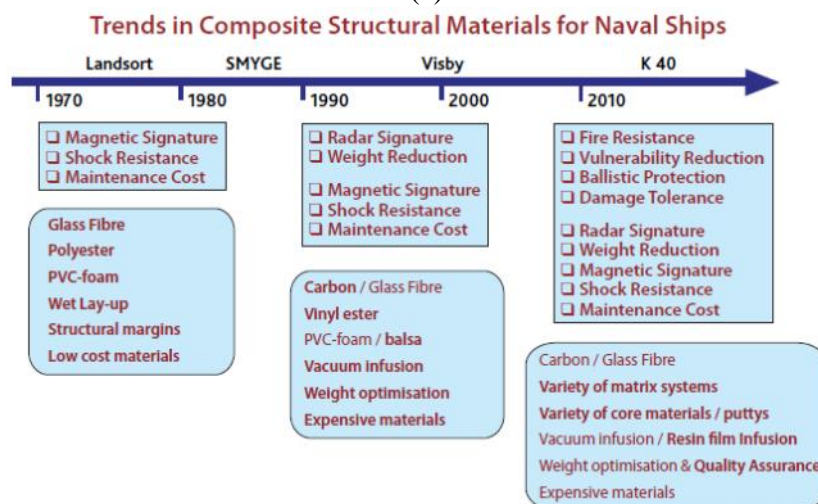 Trends in Composite Structural Materials for Naval Ships
Landsort SMYGE Visby K 40
1970 1980 1990 2000 2010
❑ Magnetic Signature
❑ Shock Resistance
❑ Maintenance Cost
Glass Fibre
Polyester
PVC-foam
Wet Lay-up
Structural margins
Low cost materials
❑ Radar Signature
❑ Weight Reduction
❑ Magnetic Signature
❑ Shock Resistance
❑ Maintenance Cost
Carbon / Glass Fibre
Vinyl ester
PVC-foam / balsa
Vacuum infusion
Weight optimisation
Expensive materials
❑ Fire Resistance
❑ Vulnerability Reduction
❑ Ballistic Protection
❑ Damage Tolerance
❑ Radar Signature
❑ Weight Reduction
❑ Magnetic Signature
❑ Shock Resistance
❑ Maintenance Cost
Carbon / Glass Fibre
Variety of matrix systems
Variety of core materials / puttys
Vacuum infusion / Resin film Infusion
Weight optimisation & Quality Assurance
Expensive materials